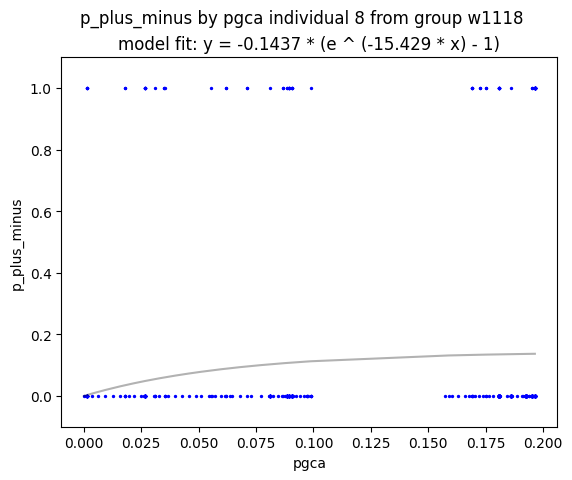 p_plus_minus by pgca individual 8 from group w1118
model fit: y = -0.1437 * (e ^ (-15.429 * x) - 1)
1.0
0.8
0.6
0.4
0.2
0.0
p_plus_minus
0.000 0.025 0.050 0.075 0.100 0.125 0.150 0.175 0.200
pgca